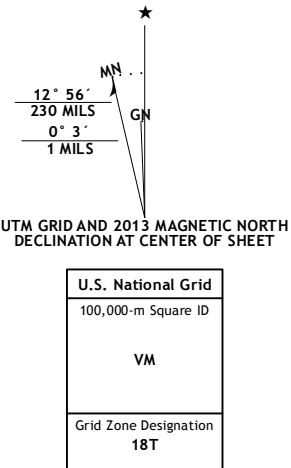 ★
MN
12° 56´
230 MILS
GN
0° 3´
1 MILS
UTM GRID AND 2013 MAGNETIC NORTH
DECLINATION AT CENTER OF SHEET
U.S. National Grid
100,000-m Square ID
VM
Grid Zone Designation
18T